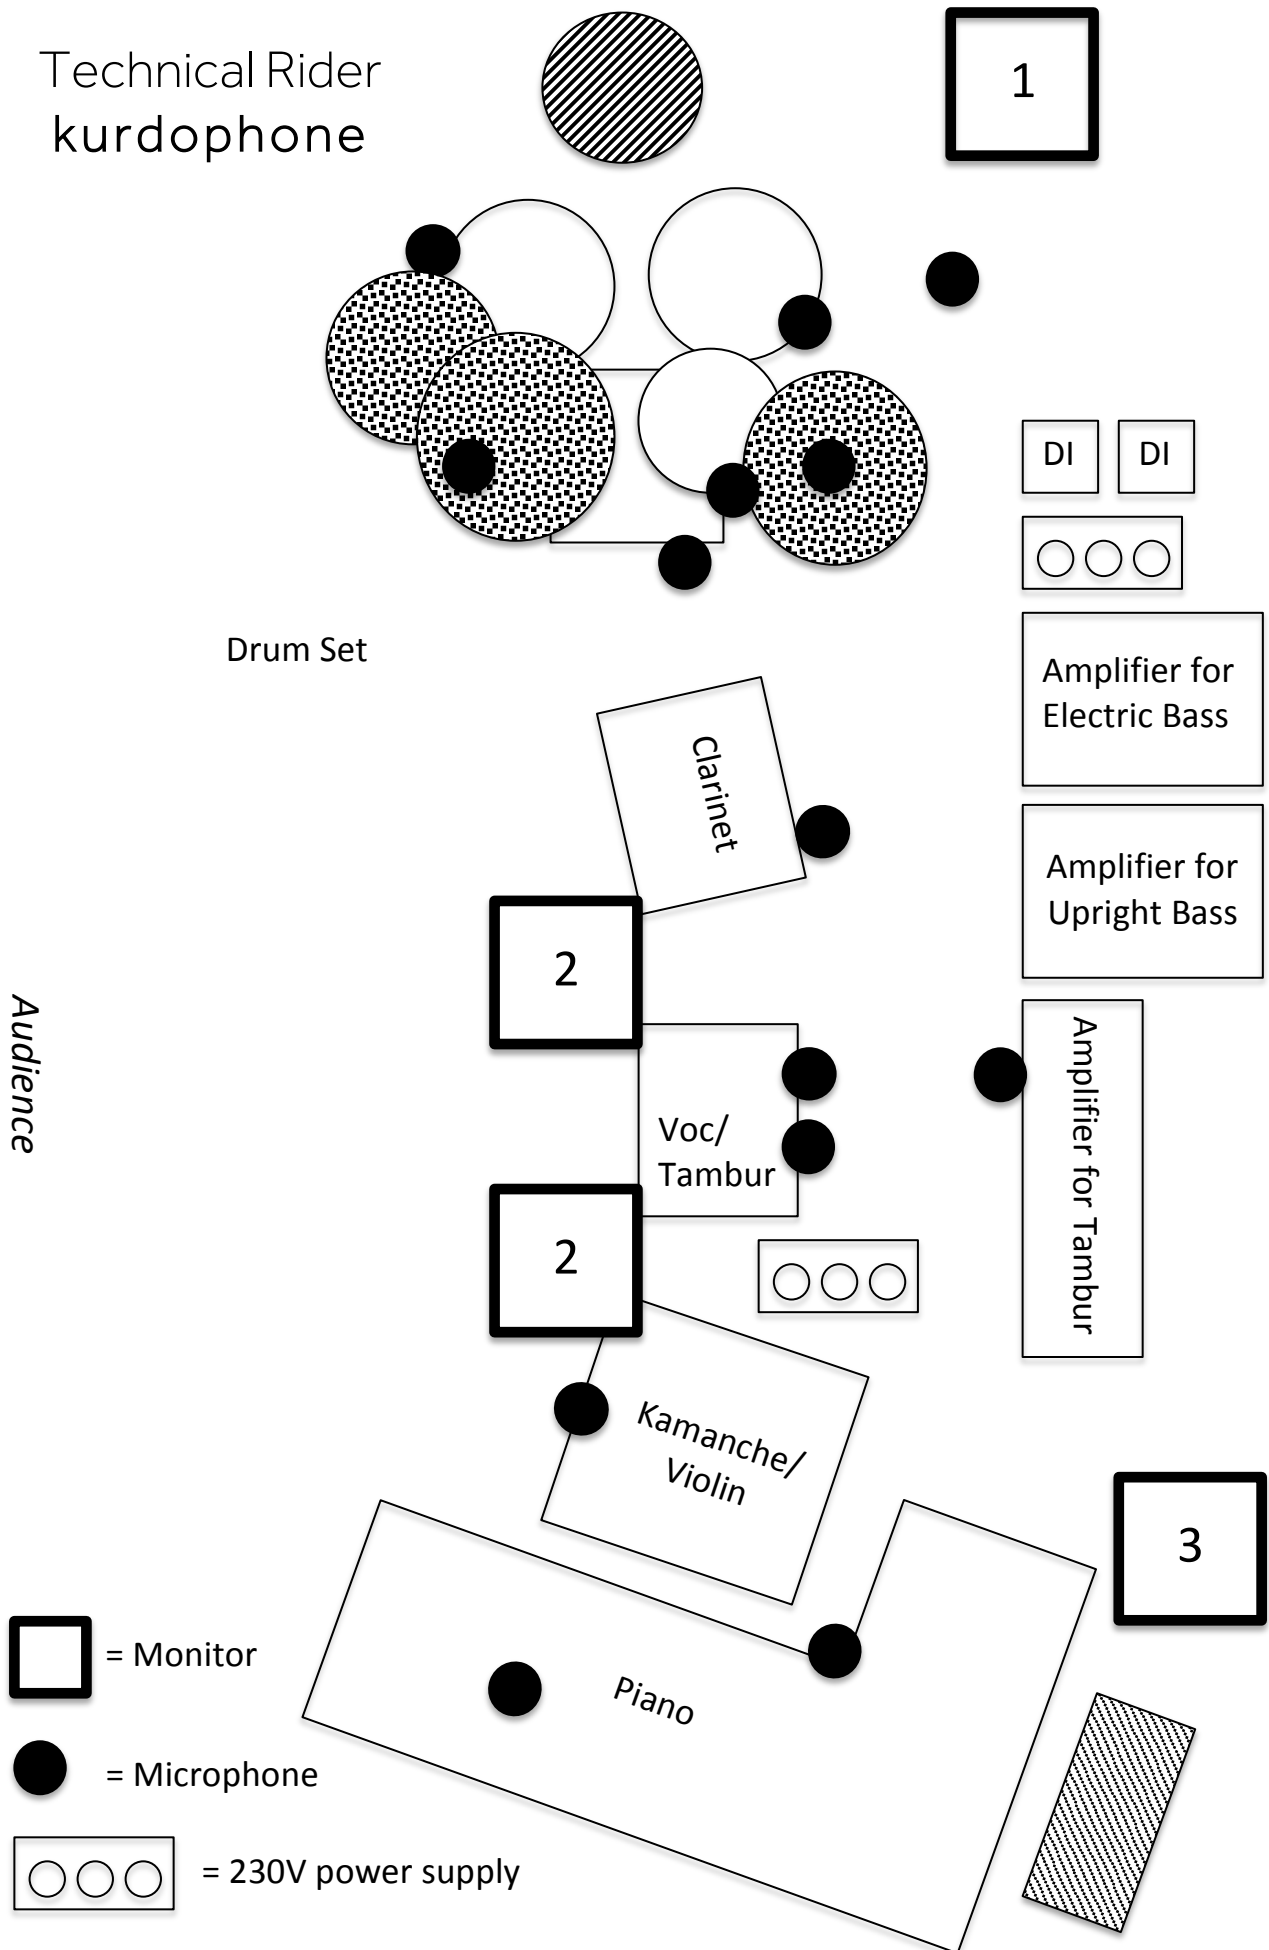 Technical Rider
kurdophone
1
DI
DI
Drum Set
Amplifier for
Electric Bass
Clarinet
Amplifier for
Upright Bass
2
Audience
Voc/
Tambur
Amplifier for Tambur
2
Kamanche/
Violin
3
= Monitor
Piano
= Microphone
= 230V power supply